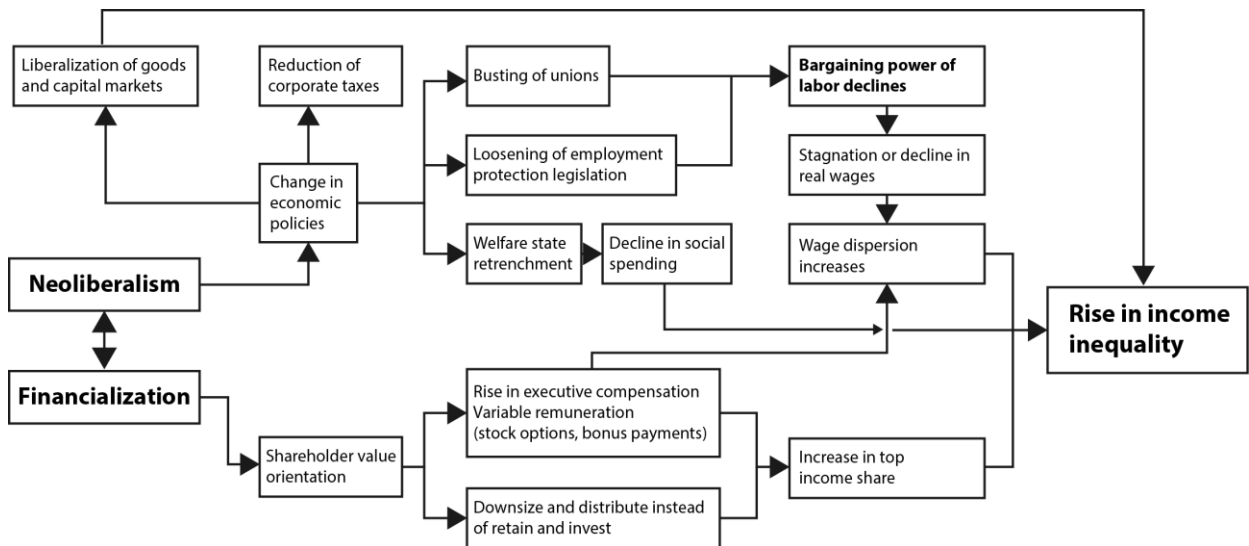 Liberalization of goods
and capital markets
Reduction of
corporate taxes
Busting of unions
Bargaining power of
labor declines
Loosening of employment
protection legislation
Stagnation or decline in
real wages
Change in
economic
policies
Welfare state
retrenchment
Decline in social
spending
Wage dispersion
increases
Neoliberalism
Rise in income
inequality
Financialization
Rise in executive compensation
Variable remuneration
(stock options, bonus payments)
Shareholder value
orientation
Increase in top
income share
Downsize and distribute instead
of retain and invest